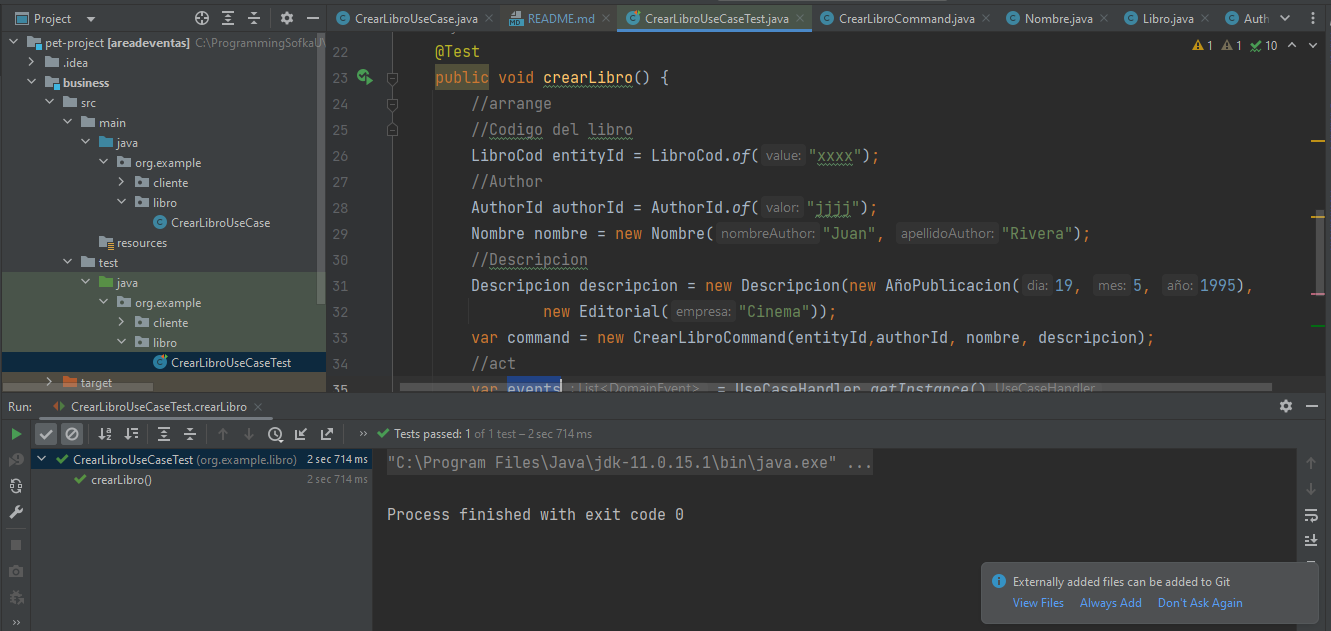 Project
CrearLibroUseCase.java
README.md
CrearLibroUseCaseTest.java
CrearLibroCommand.java
Nombre.java
Libro.java
Auth
pet-project [areadeventas] C:\ProgrammingSofkaU
.idea
business
src
main
java
org.example
cliente
libro
CrearLibroUseCase
resources
test
java
org.example
cliente
libro
CrearLibroUseCaseTest
target
1 1 10
22 @Test
23 public void crearLibro() {
24 //arrange
25 //Codigo del libro
26 LibroCod entityId = LibroCod.of( value: "xxxx");
27 //Author
28 AuthorId authorId = AuthorId.of( valor: "jjjj");
29 Nombre nombre = new Nombre( nombreAuthor: "Juan", apellidoAuthor: "Rivera");
30 //Descripcion
31 Descripcion descripcion = new Descripcion(new AñoPublicacion( dia: 19, mes: 5, año: 1995),
32 new Editorial( empresa: "Cinema"));
33 var command = new CrearLibroCommand(entityId,authorId, nombre, descripcion);
34 //act
35 var events : List<DomainEvent> = UseCaseHandler.getInstance() UseCaseHandler
Run: CrearLibroUseCaseTest.crearLibro
Tests passed: 1 of 1 test – 2 sec 714 ms
CrearLibroUseCaseTest (org.example.libro) 2 sec 714 ms
crearLibro() 2 sec 714 ms
"C:\Program Files\Java\jdk-11.0.15.1\bin\java.exe" ...
Process finished with exit code 0
Externally added files can be added to Git
View Files Always Add Don't Ask Again